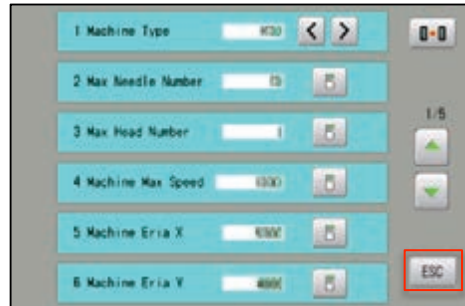 1 Machine Type
2 Max Needle Number
3 Max Head Number
1
4 Machine Max Speed
5 Machine Eria X
6 Machine Eria Y
1/5
ESC